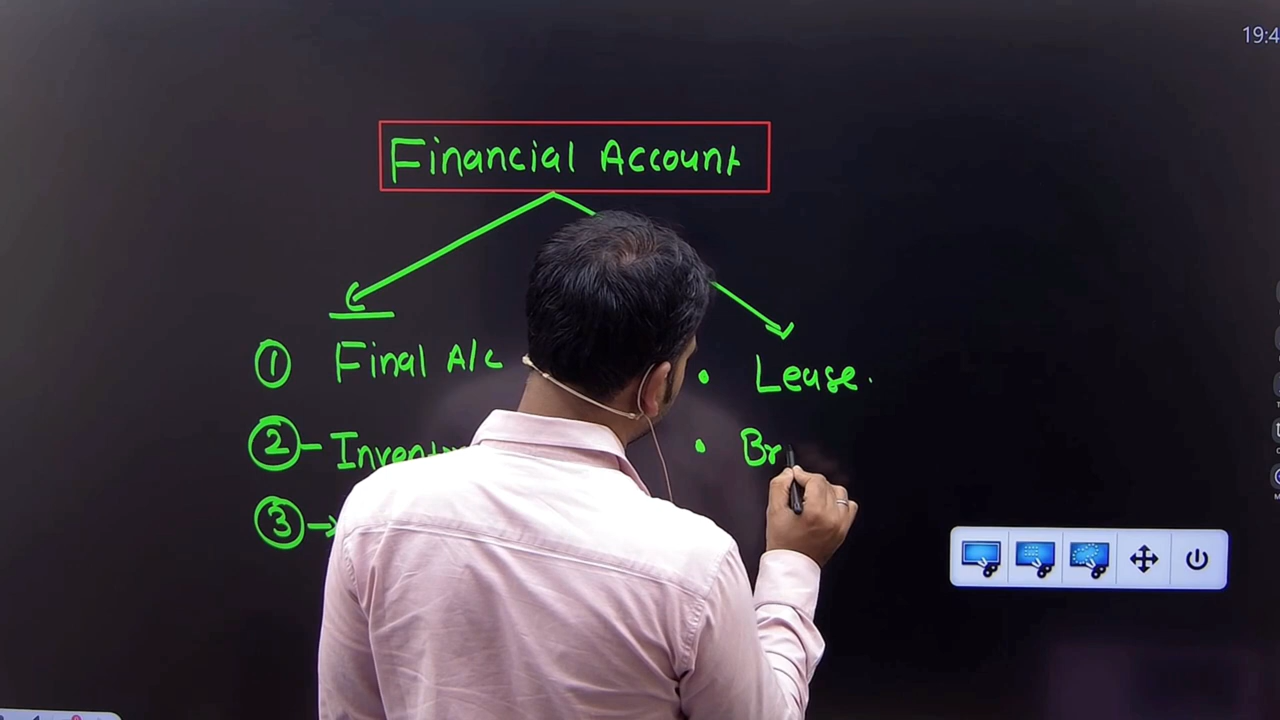 19:4
Financial Account
① Final A/c
② -
③ →
• Lease.
• Br